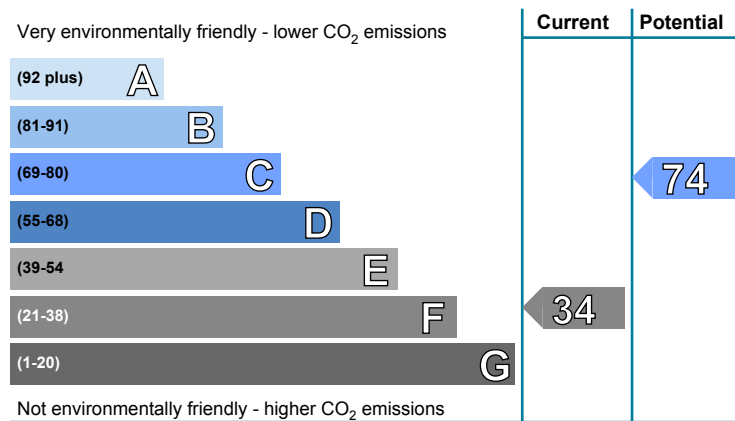 Current Potential
Very environmentally friendly - lower CO₂ emissions
(92 plus) A
(81-91) B
(69-80) C
74
(55-68) D
(39-54 E
(21-38) F
34
(1-20) G
Not environmentally friendly - higher CO₂ emissions